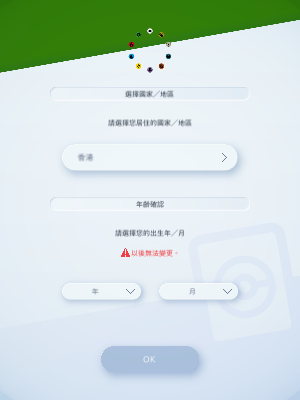 選擇國家／地區
請選擇您居住的國家／地區
香港
年齡確認
請選擇您的出生年／月
以後無法變更。
年
月
OK